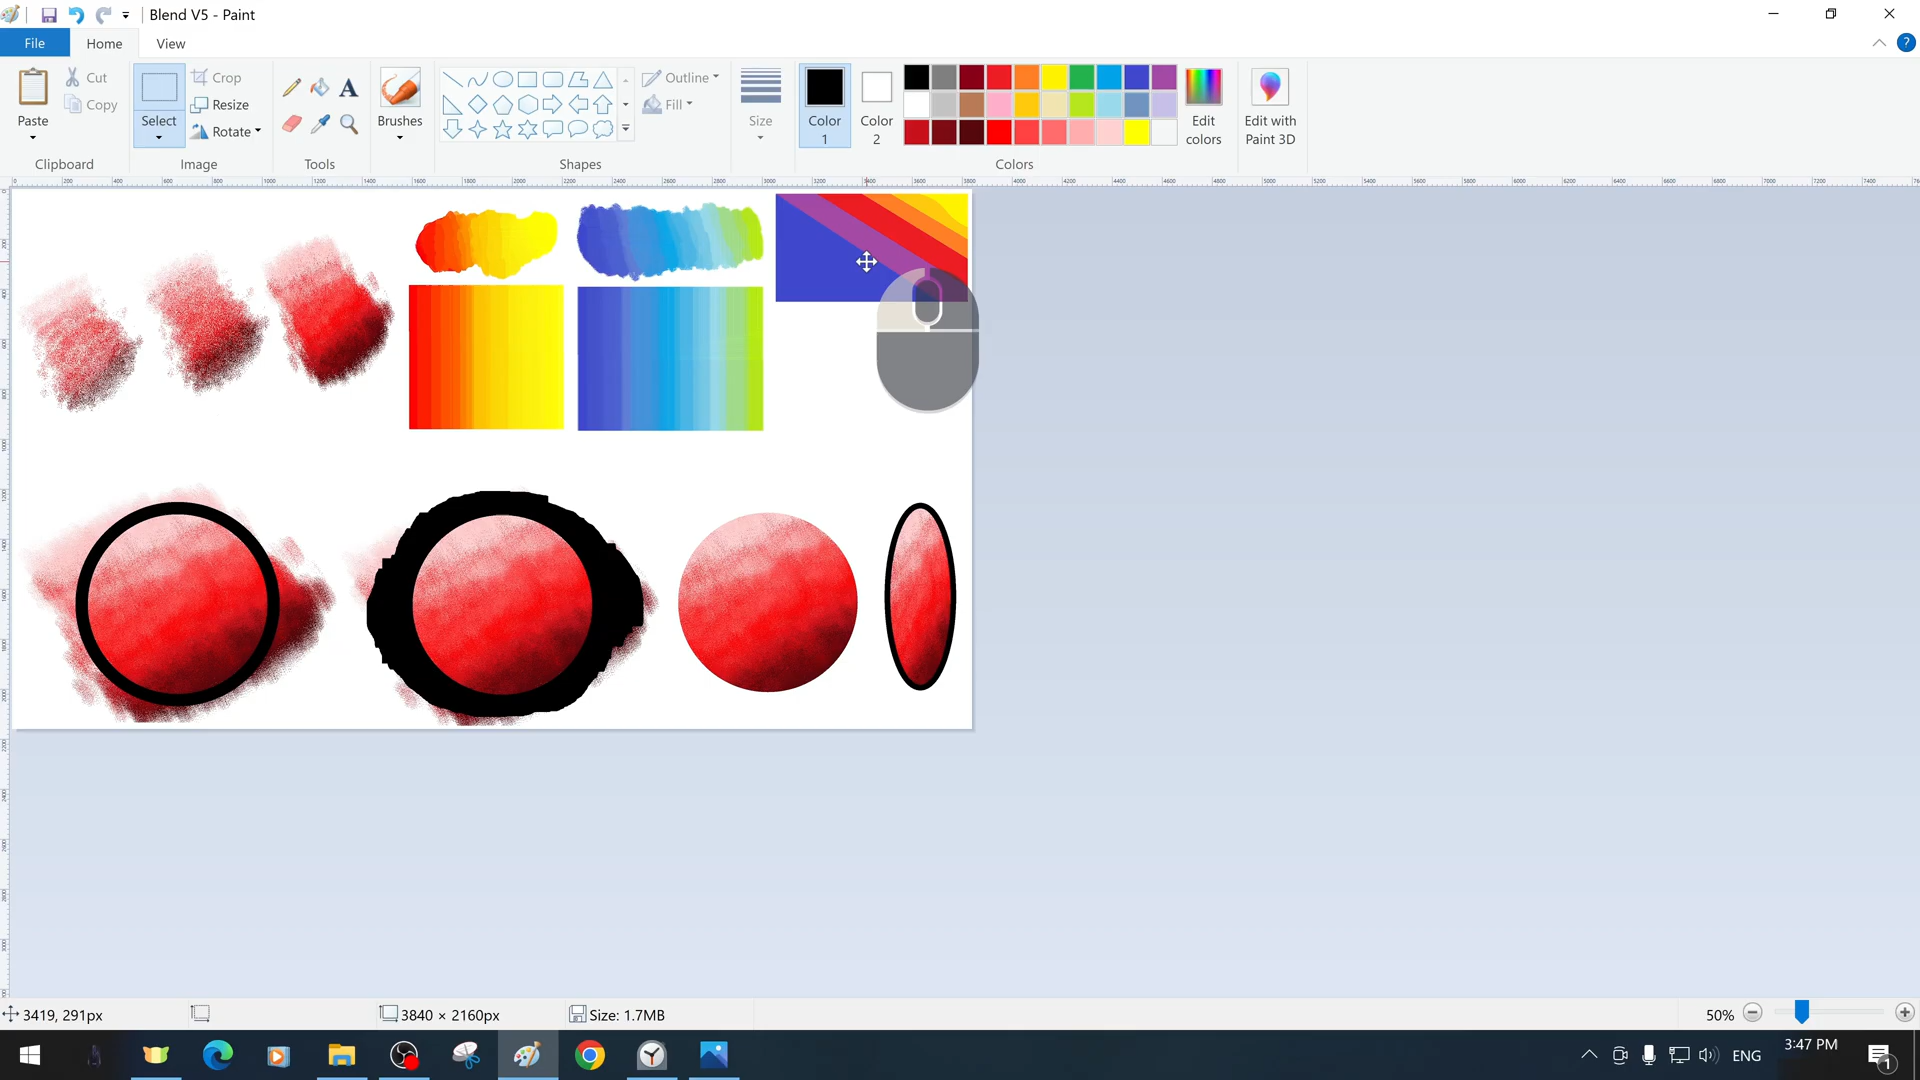 Blend V5 - Paint
File Home View
Paste
Cut
Copy
Clipboard
Select
Crop
Resize
Rotate
Image
A
Tools
Brushes
Shapes
Outline
Fill
Size
Color 1
Color 2
Edit colors
Colors
Edit with Paint 3D
3419, 291px
3840 × 2160px
Size: 1.7MB
50%
ENG
3:47 PM
1